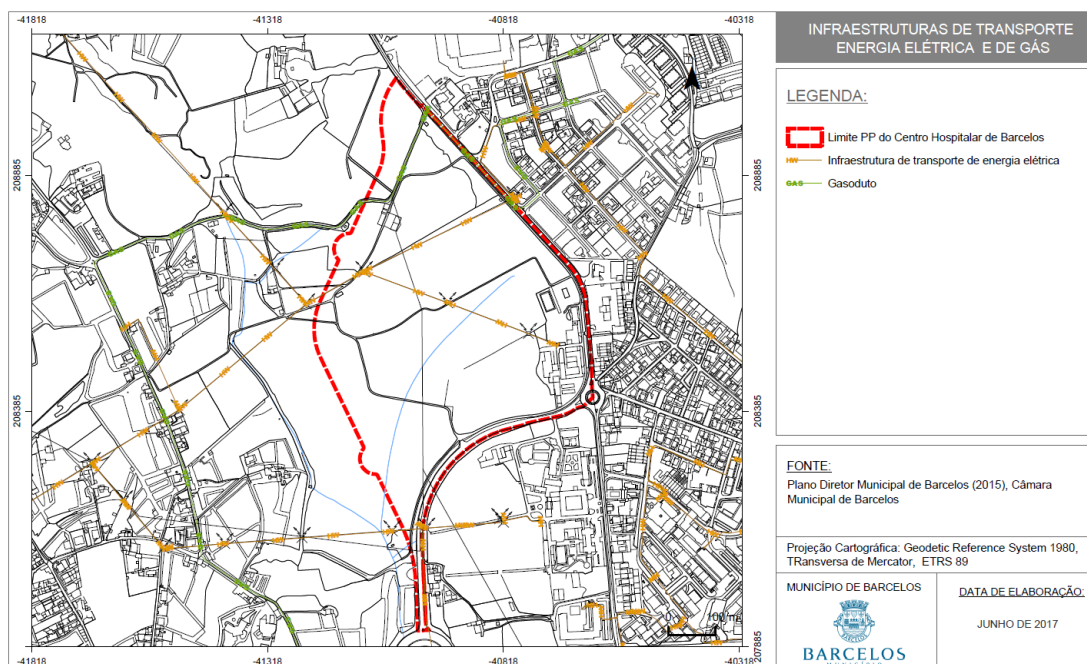 -41818
-41318
-40818
-40318
INFRAESTRUTURAS DE TRANSPORTE
ENERGIA ELÉTRICA E DE GÁS
LEGENDA:
Limite PP do Centro Hospitalar de Barcelos
HW Infraestrutura de transporte de energia elétrica
GAS Gasoduto
208885
208885
208385
208385
207885
0 100 m
-41818
-41318
-40818
-40318
FONTE:
Plano Diretor Municipal de Barcelos (2015), Câmara
Municipal de Barcelos
Projeção Cartográfica: Geodetic Reference System 1980,
TRansversa de Mercator, ETRS 89
MUNICÍPIO DE BARCELOS
BARCELOS
DATA DE ELABORAÇÃO:
JUNHO DE 2017